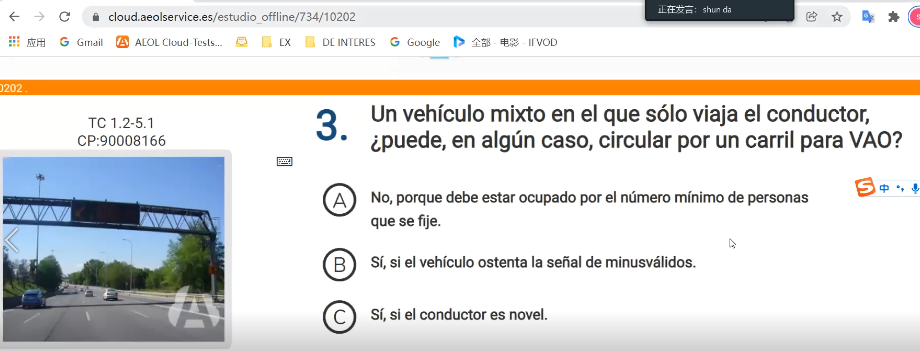 正在发言: shun da
cloud.aeolservice.es/estudio_offline/734/10202
应用 Gmail AEOL Cloud-Tests... EX DE INTERES Google 全部 - 电影 - IFVOD
0202 .
TC 1.2-5.1
CP:90008166
3. Un vehículo mixto en el que sólo viaja el conductor,
¿puede, en algún caso, circular por un carril para VAO?
A No, porque debe estar ocupado por el número mínimo de personas
que se fije.
B Sí, si el vehículo ostenta la señal de minusválidos.
C Sí, si el conductor es novel.
中